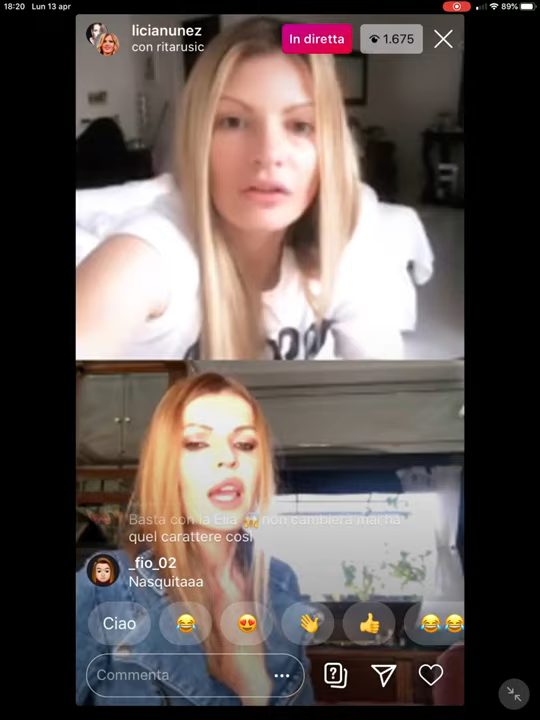 18:20 Lun 13 apr
89%
licianunez
con ritarusic
In diretta
1.675
Basta con la Elia non cambierà mai ha
quel carattere così
_fio_02
Nasquitaaa
Ciao
Commenta